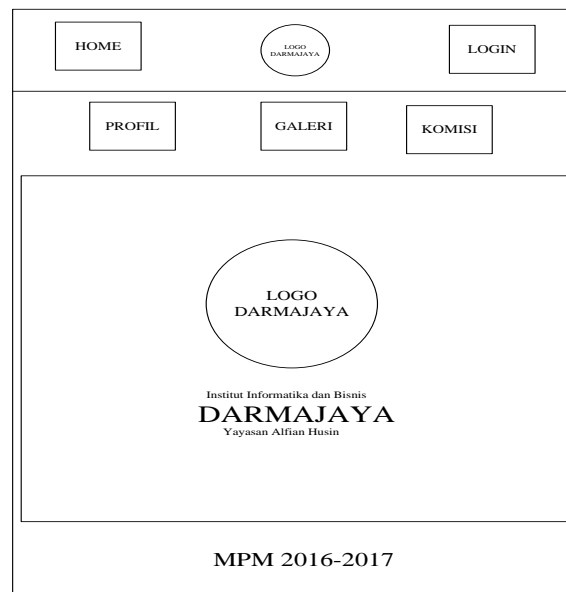 HOME
LOGO
DARMAJAYA
LOGIN
PROFIL
GALERI
KOMISI
LOGO
DARMAJAYA
Institut Informatika dan Bisnis
DARMAJAYA
Yayasan Alfian Husin
MPM 2016-2017